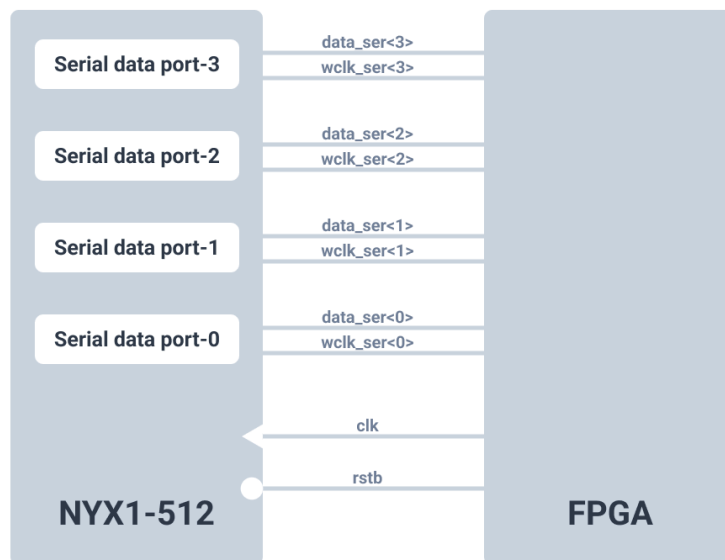 data_ser<3>
Serial data port-3
wclk_ser<3>
data_ser<2>
Serial data port-2
wclk_ser<2>
data_ser<1>
Serial data port-1
wclk_ser<1>
data_ser<0>
Serial data port-0
wclk_ser<0>
clk
rstb
NYX1-512
FPGA